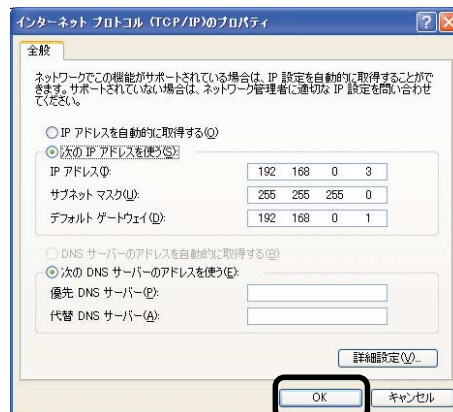 インターネット プロトコル (TCP/IP)のプロパティ
全般
ネットワークでこの機能がサポートされている場合は、IP 設定を自動的に取得することがで
きます。サポートされていない場合は、ネットワーク管理者に適切な IP 設定を問い合わせ
てください。
IP アドレスを自動的に取得する(O)
次の IP アドレスを使う(S):
IP アドレス(I): 192 168 0 3
サブネット マスク(U): 255 255 255 0
デフォルト ゲートウェイ(D): 192 168 0 1
DNS サーバーのアドレスを自動的に取得する(B)
次の DNS サーバーのアドレスを使う(E):
優先 DNS サーバー(P):
代替 DNS サーバー(A):
詳細設定(V)...
OK キャンセル